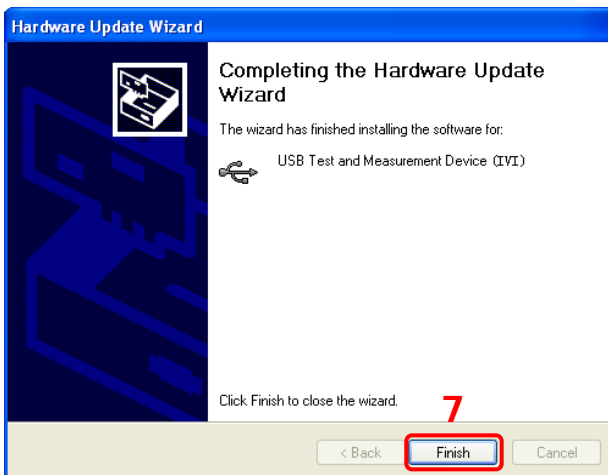 Hardware Update Wizard
Completing the Hardware Update
Wizard
The wizard has finished installing the software for:
USB Test and Measurement Device (IVI)
Click Finish to close the wizard.
7
< Back Finish Cancel